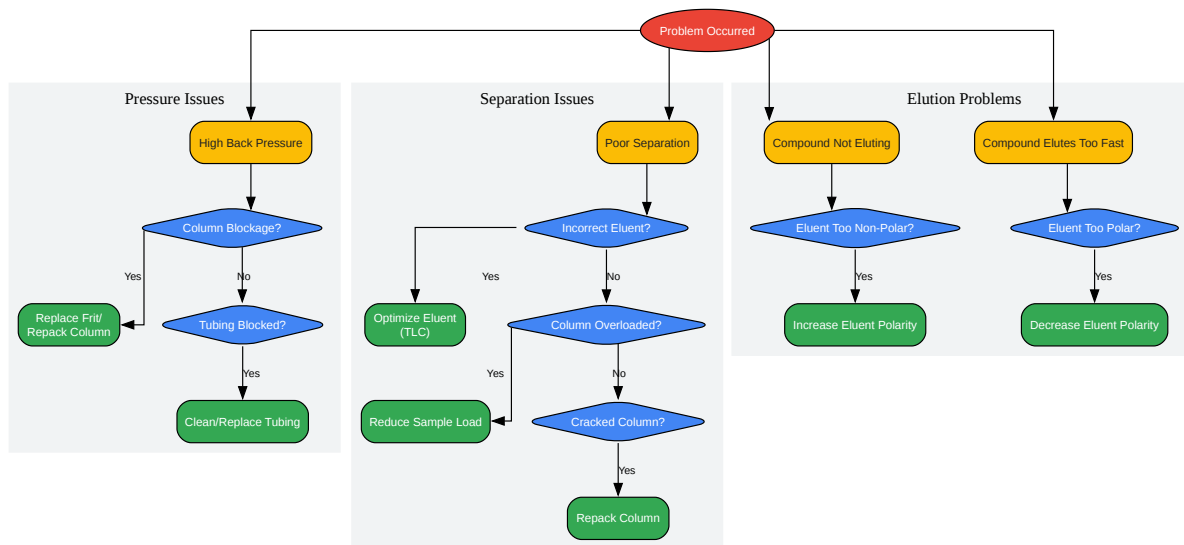 Problem Occurred
Pressure Issues
Separation Issues
Elution Problems
High Back Pressure
Poor Separation
Compound Not Eluting
Compound Elutes Too Fast
Column Blockage?
Incorrect Eluent?
Eluent Too Non-Polar?
Eluent Too Polar?
Yes
No
Yes
No
Yes
Yes
Replace Frit/
Repack Column
Tubing Blocked?
Optimize Eluent
(TLC)
Column Overloaded?
Increase Eluent Polarity
Decrease Eluent Polarity
Yes
Yes
No
Clean/Replace Tubing
Reduce Sample Load
Cracked Column?
Yes
Repack Column